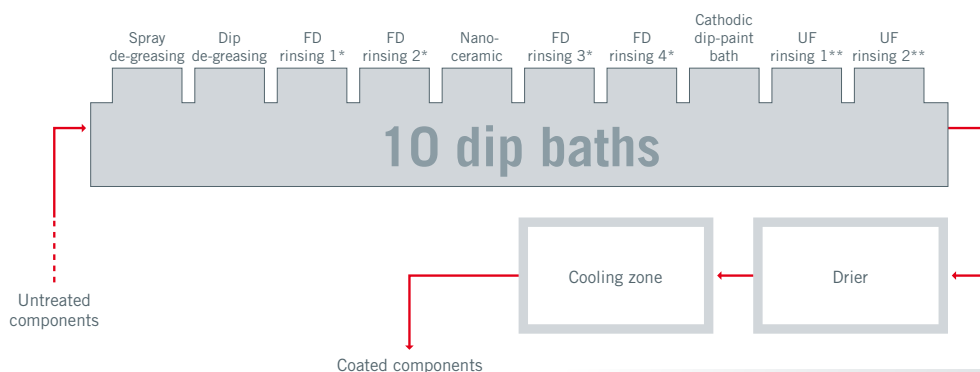 Spray
de-greasing
Dip
de-greasing
FD
rinsing 1*
FD
rinsing 2*
Nano-
ceramic
FD
rinsing 3*
FD
rinsing 4*
Cathodic
dip-paint
bath
UF
rinsing 1**
UF
rinsing 2**
10 dip baths
Untreated
components
Cooling zone
Drier
Coated components